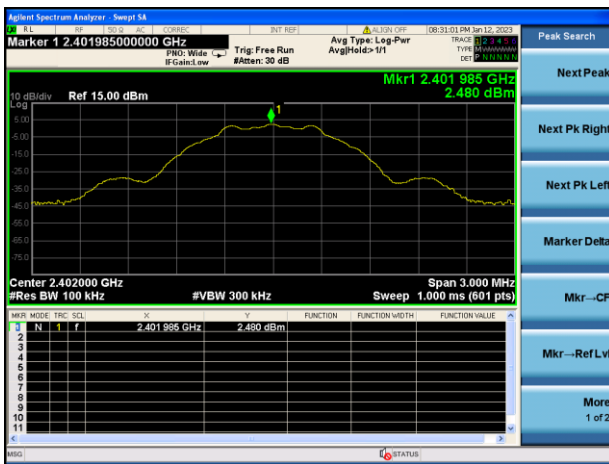 Agilent Spectrum Analyzer - Swept SA
RL RF 50 Ω AC CORREC INT REF ALIGN OFF 08:31:01 PM Jan 12, 2023
Marker 1 2.401985000000 GHz
PNO: Wide
IFGain:Low
Trig: Free Run
#Atten: 30 dB
Avg Type: Log-Pwr
Avg|Hold:>1/1
TRACE 1 2 3 4 5 6
TYPE M
DET P N N N N N
Mkr1 2.401 985 GHz
2.480 dBm
10 dB/div
Log
Ref 15.00 dBm
1
5.00
-5.00
-15.0
-25.0
-35.0
-45.0
-55.0
-65.0
-75.0
Center 2.402000 GHz
Span 3.000 MHz
#Res BW 100 kHz
#VBW 300 kHz
Sweep 1.000 ms (601 pts)
MKR MODE TRC SCL X Y FUNCTION FUNCTION WIDTH FUNCTION VALUE
1 N 1 f 2.401 985 GHz 2.480 dBm
2
3
4
5
6
7
8
9
10
11
MSG
STATUS
Peak Search
Next Peak
Next Pk Right
Next Pk Left
Marker Delta
Mkr→CF
Mkr→Ref Lvl
More
1 of 2